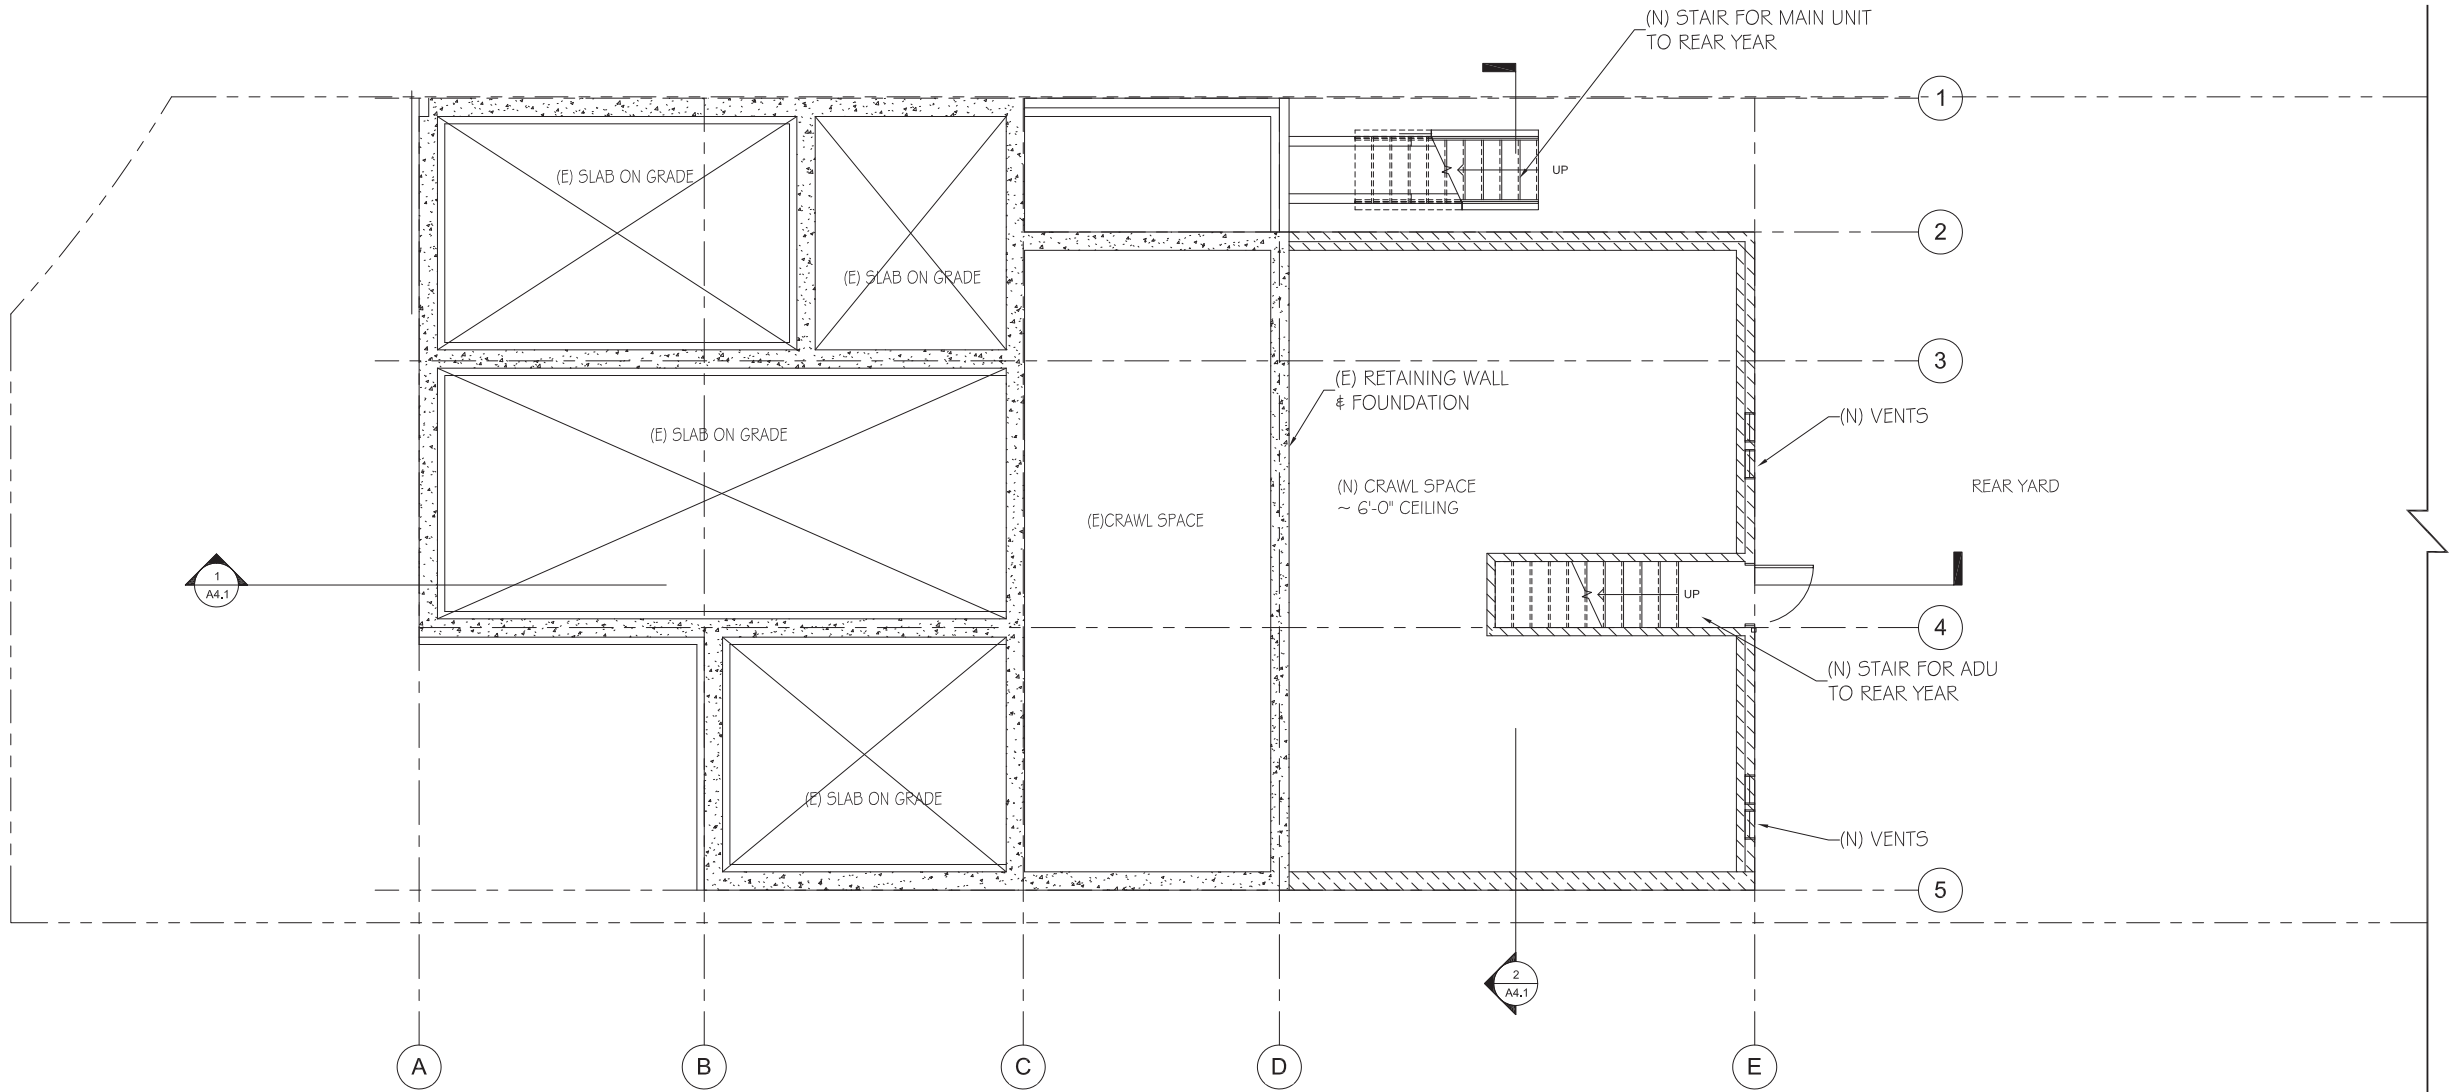 (N) STAIR FOR MAIN UNIT
TO REAR YEAR
1
UP
(E) SLAB ON GRADE
2
(E) SLAB ON GRADE
3
(E) RETAINING WALL
& FOUNDATION
(N) VENTS
(E) SLAB ON GRADE
(N) CRAWL SPACE
~ 6'-0" CEILING
REAR YARD
(E)CRAWL SPACE
1
A4.1
UP
4
(N) STAIR FOR ADU
TO REAR YEAR
(E) SLAB ON GRADE
(N) VENTS
5
2
A4.1
A
B
C
D
E